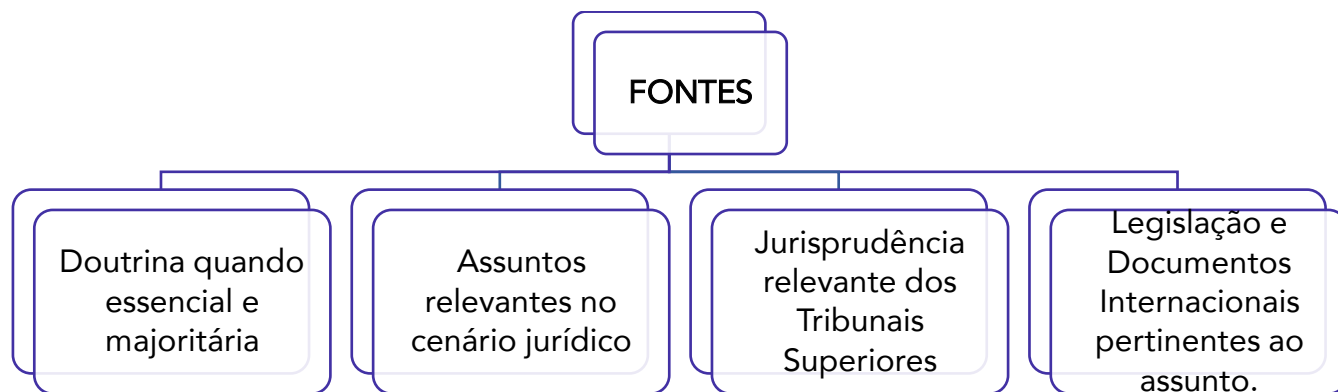 FONTES
Doutrina quando
essencial e
majoritária
Assuntos
relevantes no
cenário jurídico
Jurisprudência
relevante dos
Tribunais
Superiores
Legislação e
Documentos
Internacionais
pertinentes ao
assunto.